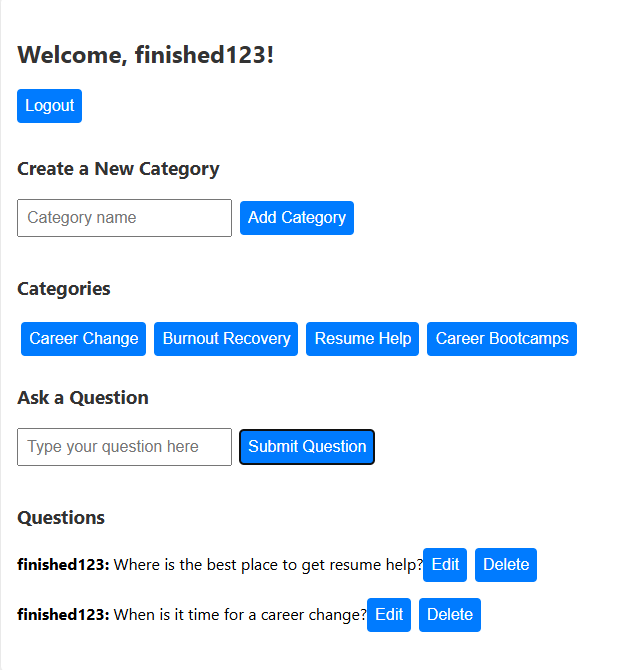 Welcome, finished123!
Logout
Create a New Category
Category name Add Category
Categories
Career Change Burnout Recovery Resume Help Career Bootcamps
Ask a Question
Type your question here Submit Question
Questions
finished123: Where is the best place to get resume help? Edit Delete
finished123: When is it time for a career change? Edit Delete